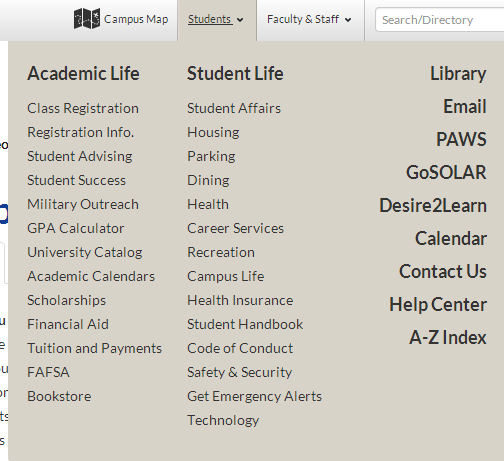 Campus Map
Students
Faculty & Staff
Search/Directory
Academic Life
Class Registration
Registration Info.
Student Advising
Student Success
Military Outreach
GPA Calculator
University Catalog
Academic Calendars
Scholarships
Financial Aid
Tuition and Payments
FAFSA
Bookstore
Student Life
Student Affairs
Housing
Parking
Dining
Health
Career Services
Recreation
Campus Life
Health Insurance
Student Handbook
Code of Conduct
Safety & Security
Get Emergency Alerts
Technology
Library
Email
PAWS
GoSOLAR
Desire2Learn
Calendar
Contact Us
Help Center
A-Z Index